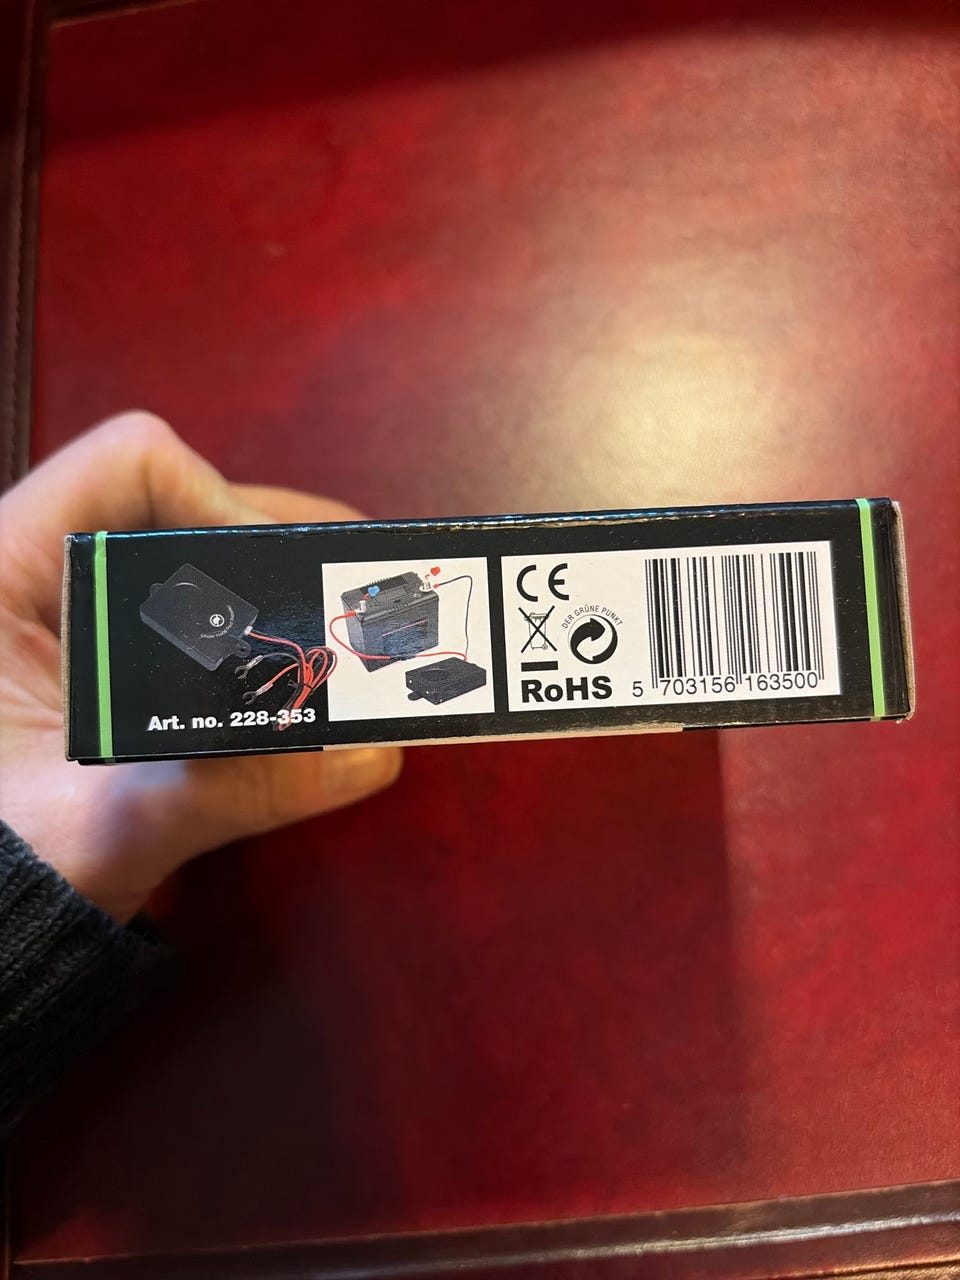 Art. no. 228-353
CE
DER GRÜNE PUNKT
RoHS
5 703156 163500